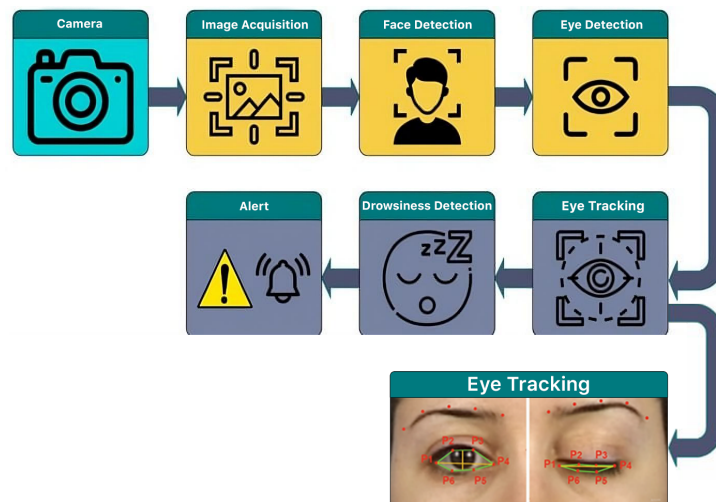 Camera
Image Acquisition
Face Detection
Eye Detection
Alert
Drowsiness Detection
zzZ
Eye Tracking
Eye Tracking
P2 P3
P1 P4
P6 P5
P2 P3
P1 P4
P6 P5